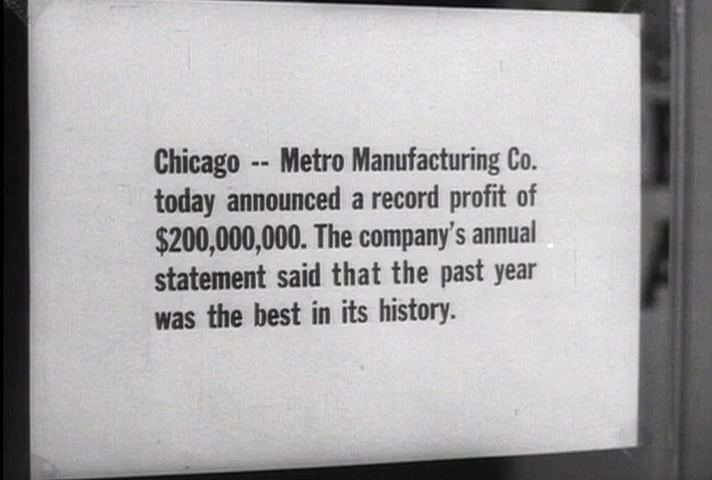 Chicago -- Metro Manufacturing Co.
today announced a record profit of
$200,000,000. The company's annual
statement said that the past year
was the best in its history.